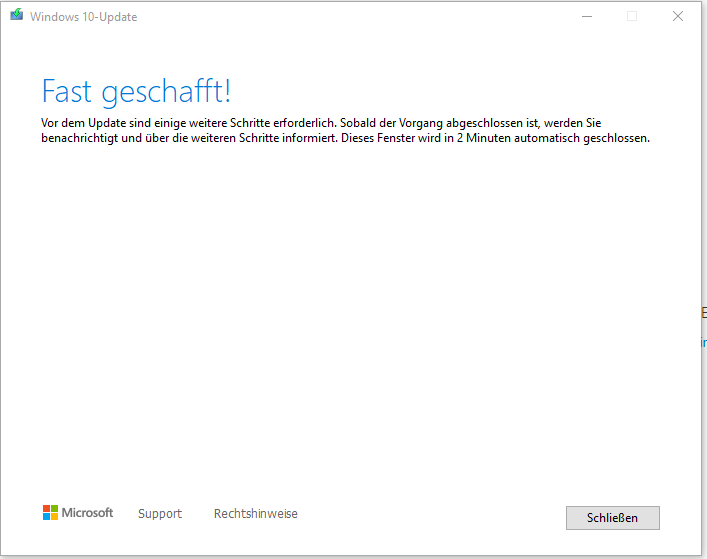 Windows 10-Update
Fast geschafft!
Vor dem Update sind einige weitere Schritte erforderlich. Sobald der Vorgang abgeschlossen ist, werden Sie
benachrichtigt und über die weiteren Schritte informiert. Dieses Fenster wird in 2 Minuten automatisch geschlossen.
Microsoft Support Rechtshinweise
Schließen